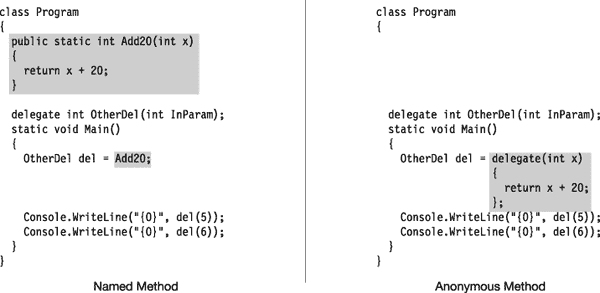 class Program
{
public static int Add20(int x)
{
return x + 20;
}
delegate int OtherDel(int InParam);
static void Main()
{
OtherDel del = Add20;
Console.WriteLine("{0}", del(5));
Console.WriteLine("{0}", del(6));
}
}
Named Method
class Program
{
delegate int OtherDel(int InParam);
static void Main()
{
OtherDel del = delegate(int x)
{
return x + 20;
};
Console.WriteLine("{0}", del(5));
Console.WriteLine("{0}", del(6));
}
}
Anonymous Method